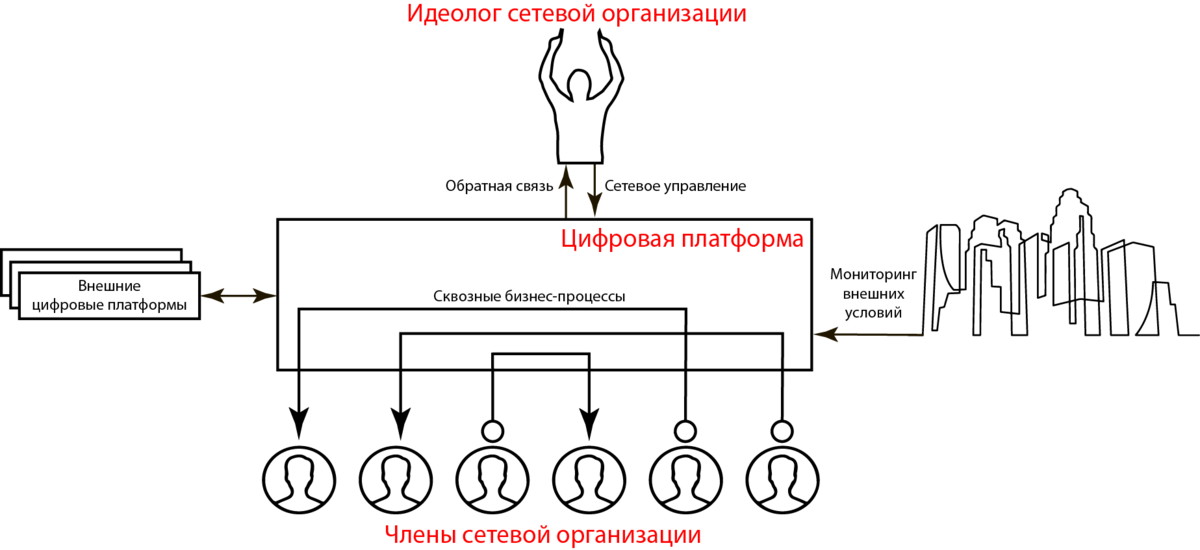 Идеолог сетевой организации
Обратная связь
Сетевое управление
Цифровая платформа
Внешние
цифровые платформы
Сквозные бизнес-процессы
Мониторинг
внешних
условий
Члены сетевой организации